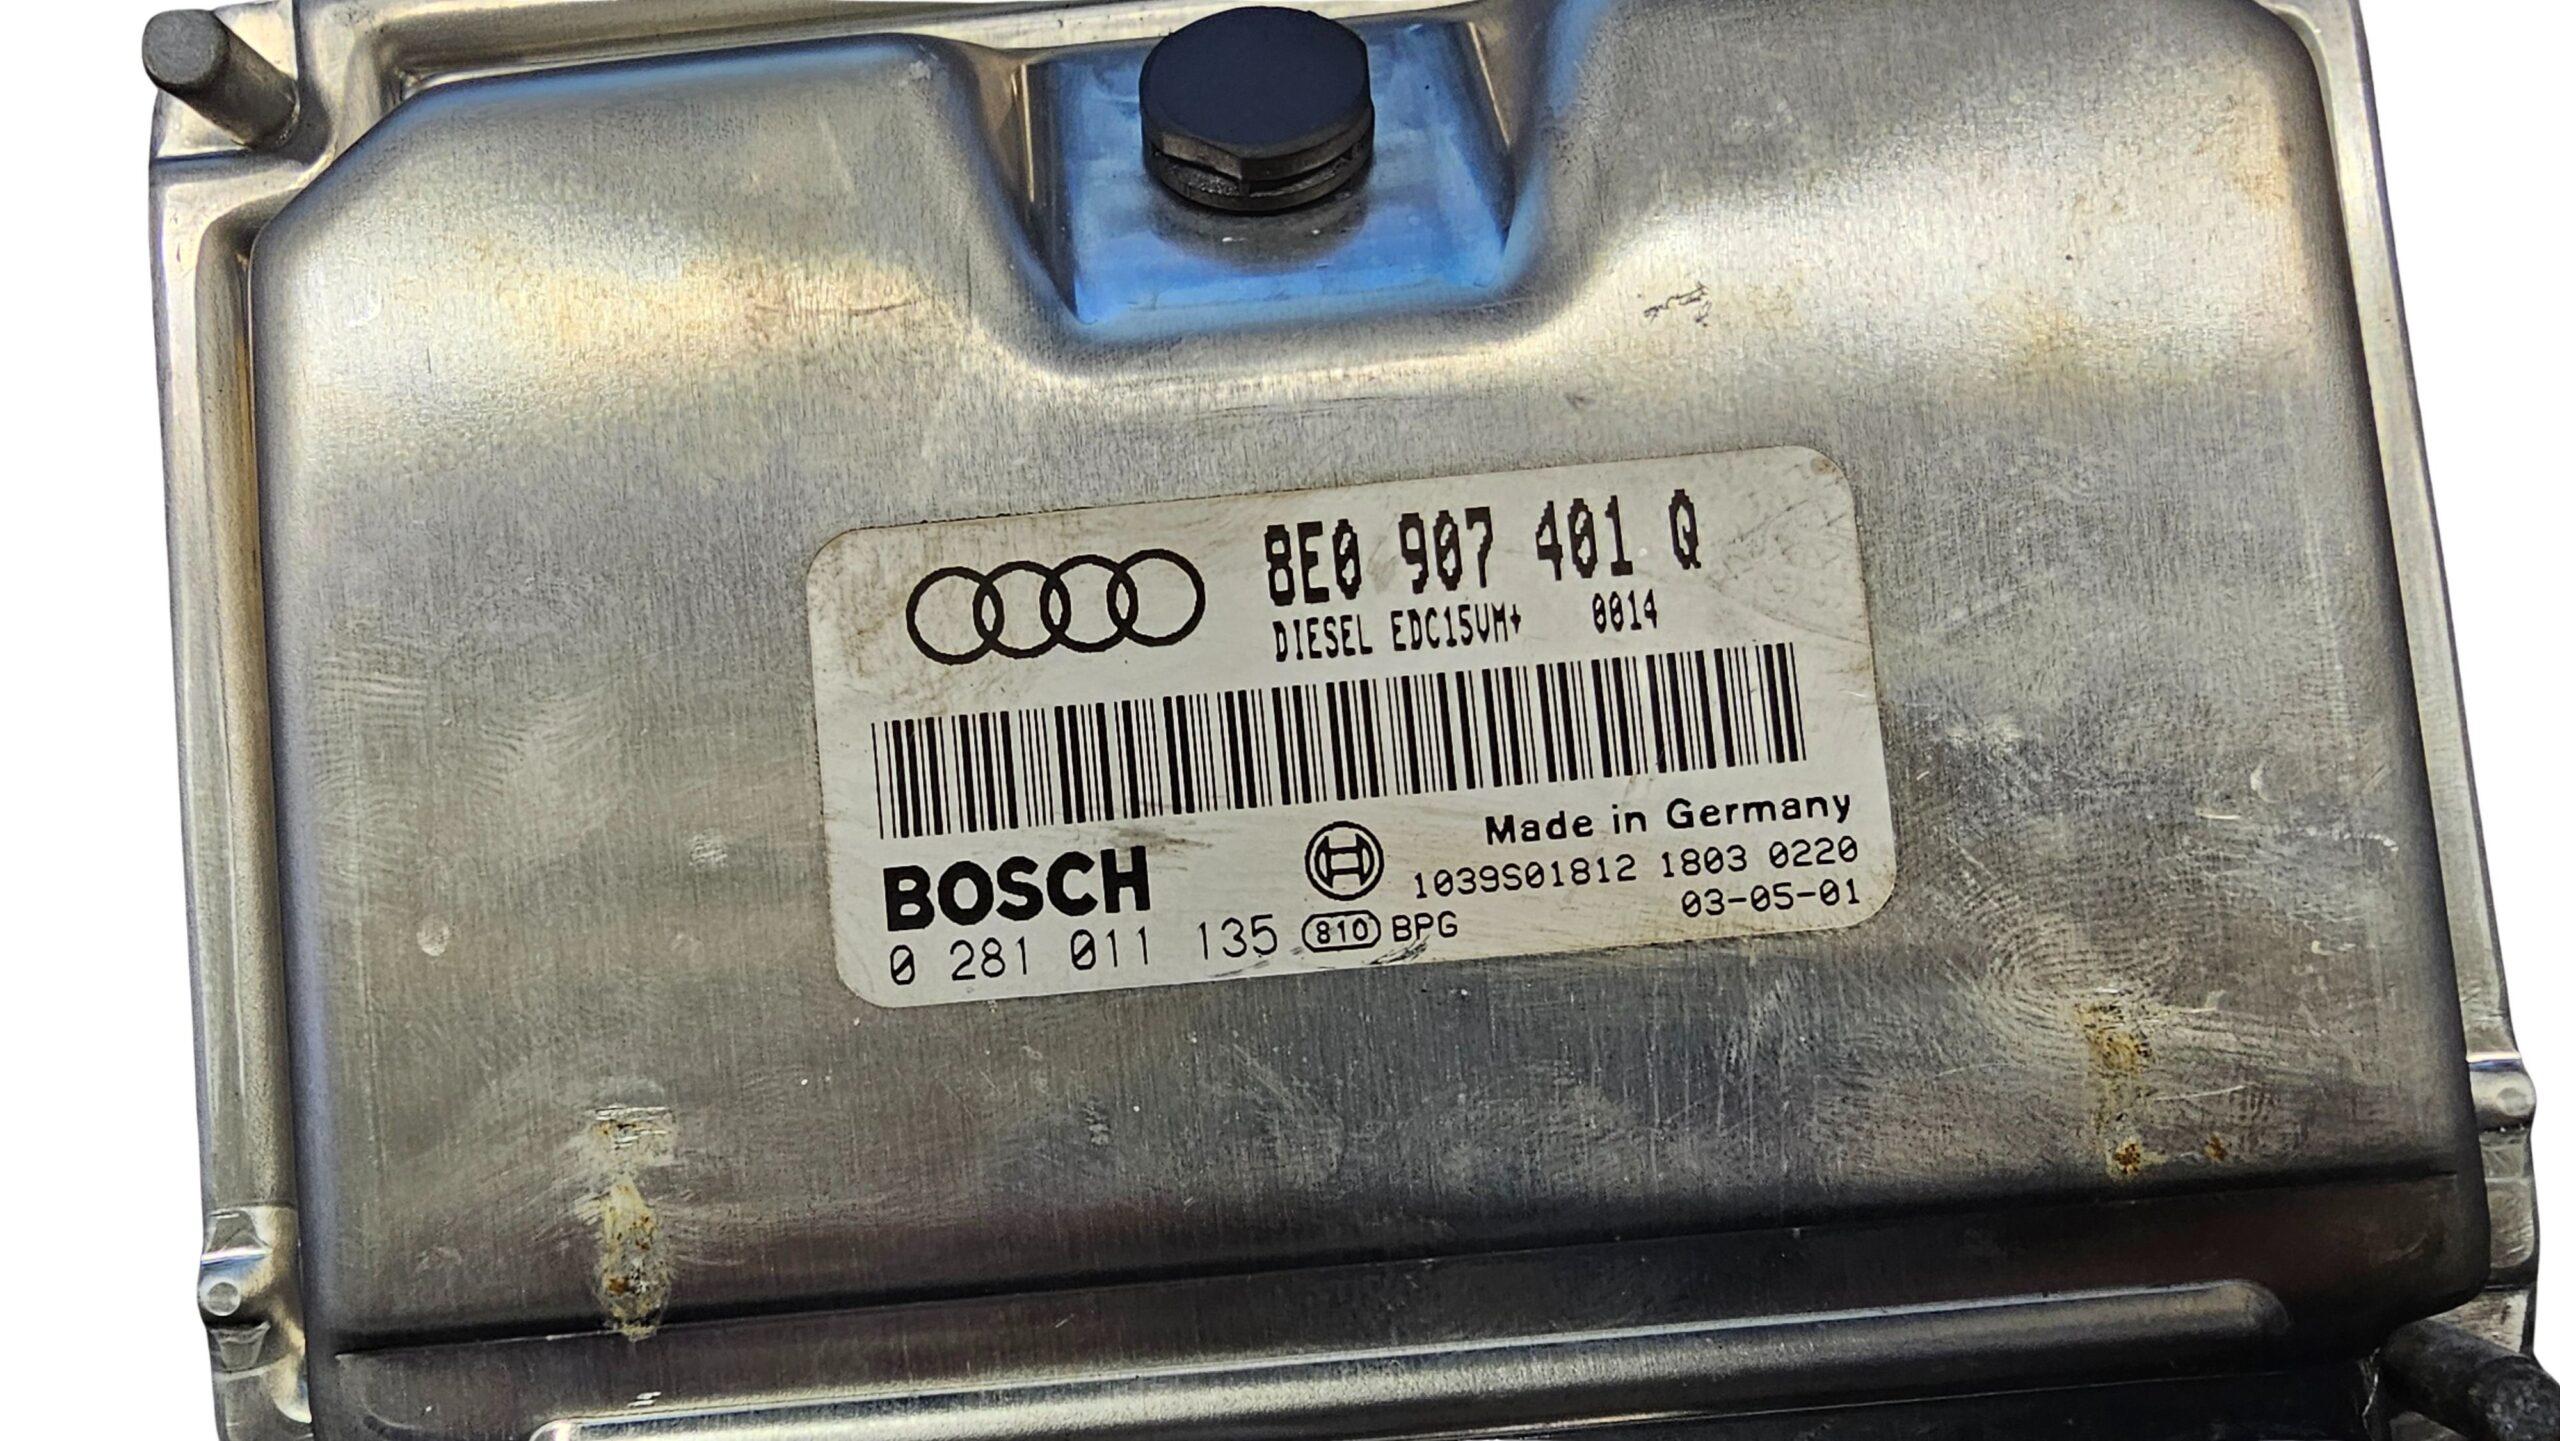 8E0 907 401 Q
DIESEL EDC15VM+ 0014
Made in Germany
BOSCH
1039S01812 1803 0220
03-05-01
0 281 011 135 810 BPG